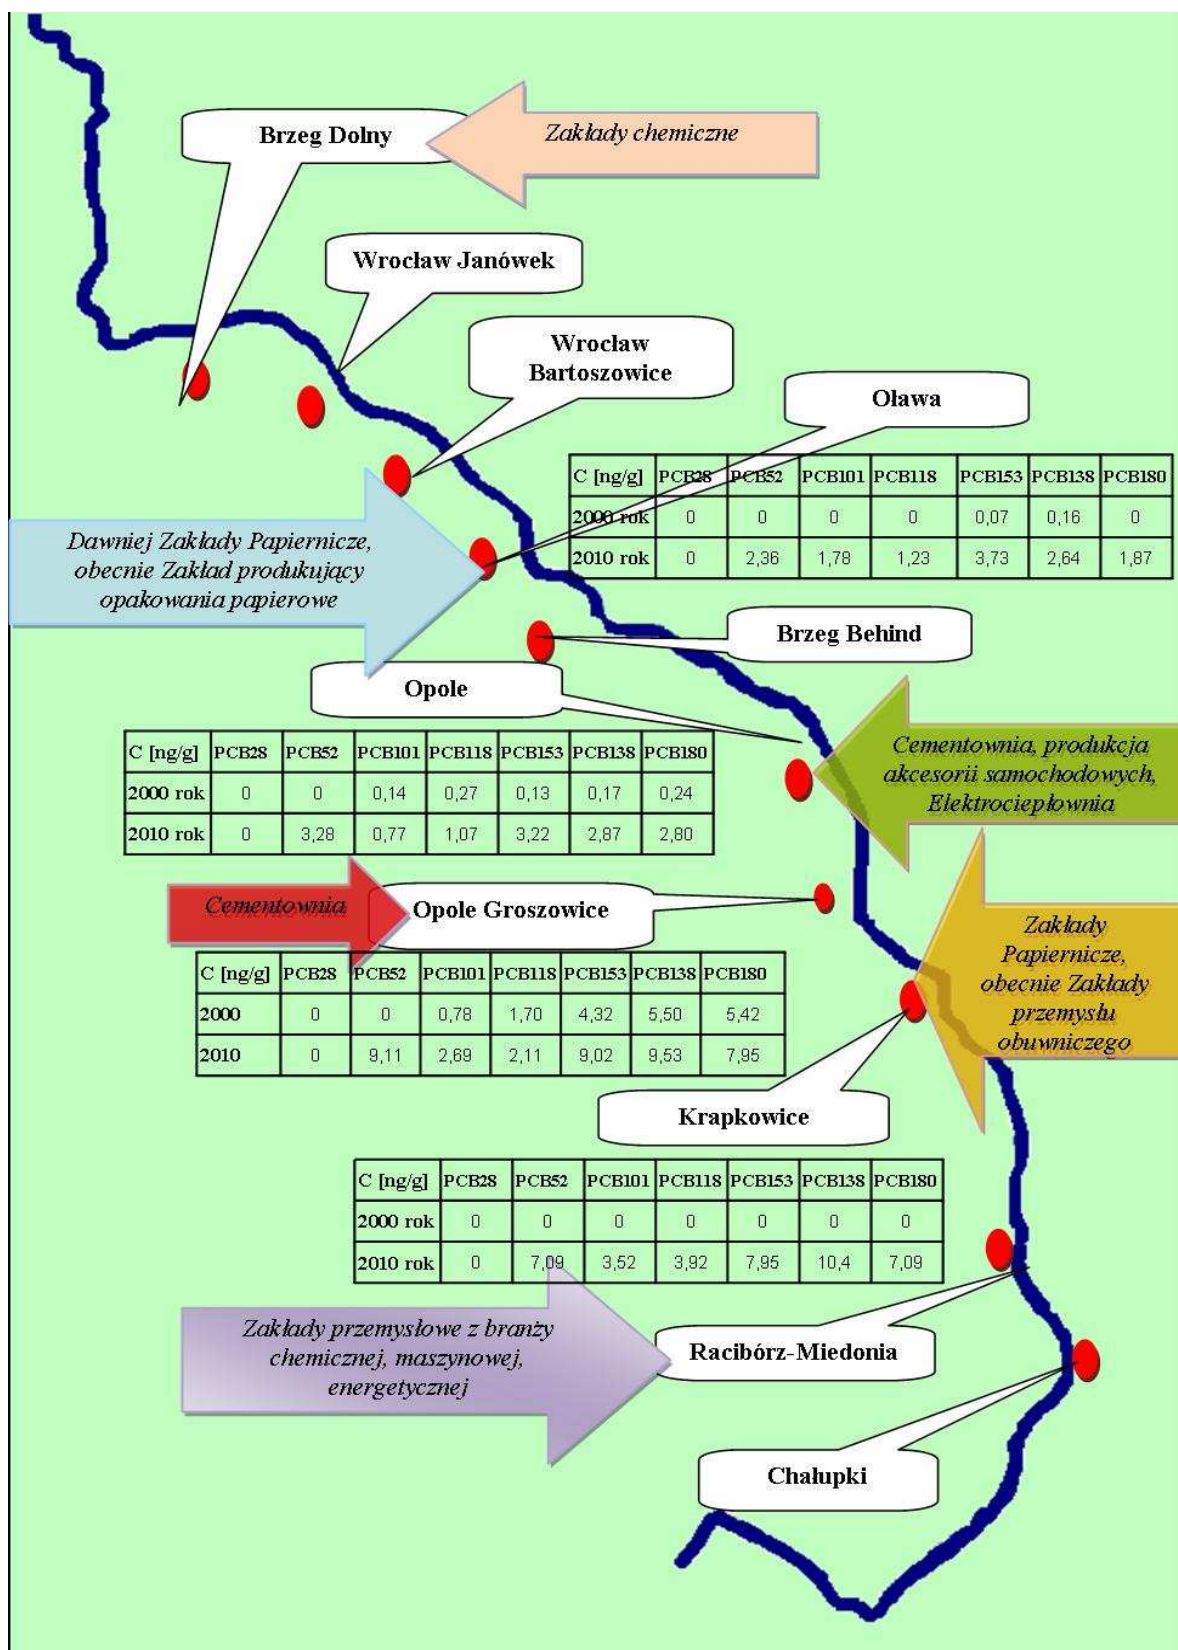 Brzeg Dolny
Zakłady chemiczne
Wrocław Janówek
Wrocław
Bartoszowice
Oława
C [ng/g] PCB28 PCB52 PCB101 PCB118 PCB153 PCB138 PCB180
2000 rok 0 0 0 0 0,07 0,16 0
2010 rok 0 2,36 1,78 1,23 3,73 2,64 1,87
Dawniej Zakłady Papiernicze,
obecnie Zakład produkujący
opakowania papierowe
Brzeg Behind
Opole
C [ng/g] PCB28 PCB52 PCB101 PCB118 PCB153 PCB138 PCB180
2000 rok 0 0 0,14 0,27 0,13 0,17 0,24
2010 rok 0 3,28 0,77 1,07 3,22 2,87 2,80
Cementownia, produkcja
akcesorii samochodowych,
Elektrociepłownia
Cementownia
Opole Groszowice
C [ng/g] PCB28 PCB52 PCB101 PCB118 PCB153 PCB138 PCB180
2000 0 0 0,78 1,70 4,32 5,50 5,42
2010 0 9,11 2,69 2,11 9,02 9,53 7,95
Zakłady
Papiernicze,
obecnie Zakłady
przemysłu
obuwniczego
Krapkowice
C [ng/g] PCB28 PCB52 PCB101 PCB118 PCB153 PCB138 PCB180
2000 rok 0 0 0 0 0 0 0
2010 rok 0 7,09 3,52 3,92 7,95 10,4 7,09
Zakłady przemysłowe z branży
chemicznej, maszynowej,
energetycznej
Racibórz-Miedonia
Chałupki